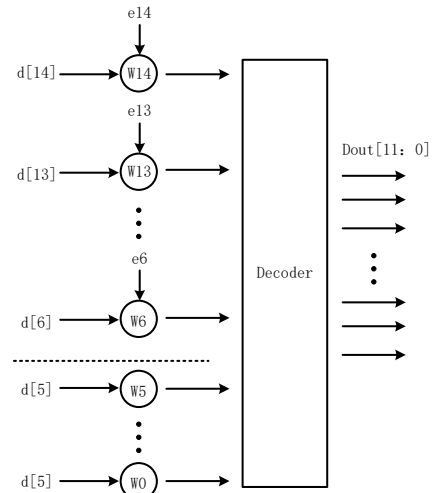 e14
d[14] W14
e13
Dout[11: 0]
d[13] W13
e6
Decoder
d[6] W6
d[5] W5
d[5] W0